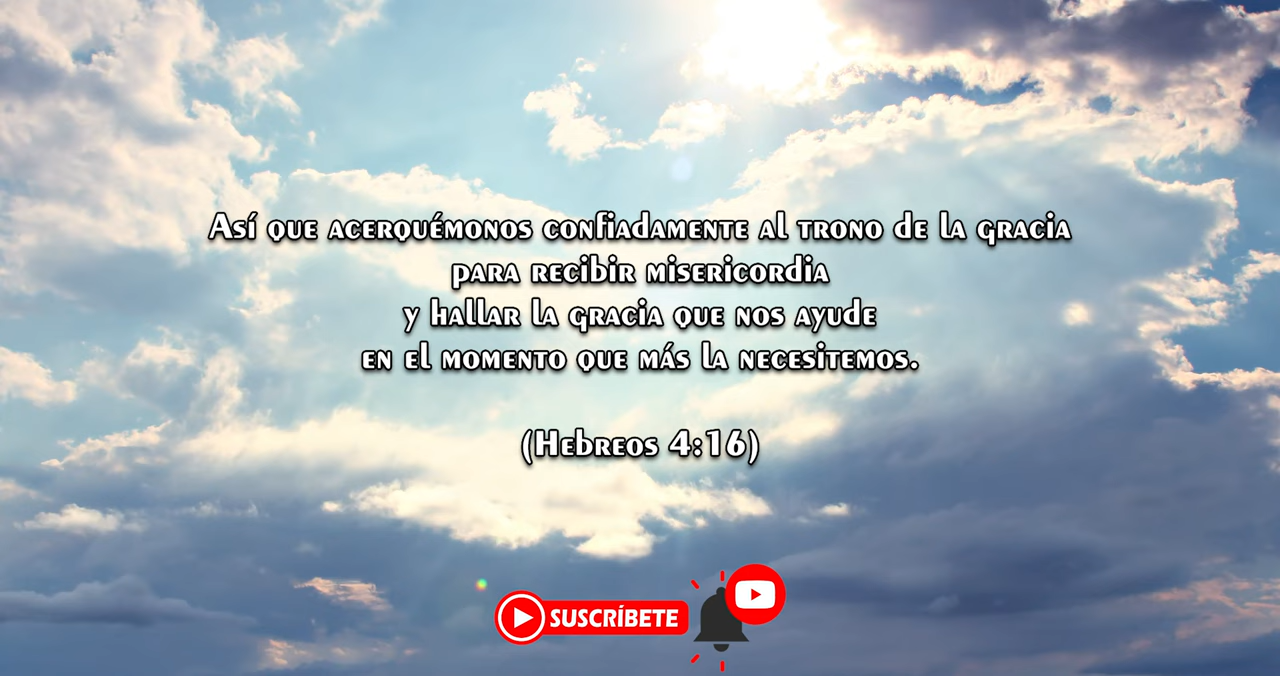 Así que acerquémonos confiadamente al trono de la gracia
para recibir misericordia
y hallar la gracia que nos ayude
en el momento que más la necesitemos.
(Hebreos 4:16)
SUSCRÍBETE